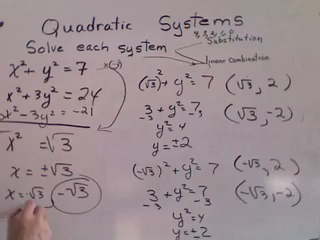 Quadratic Systems
Solve each system
Substitution
linear combination
x² + y² = 7 x(-3)
x² + 3y² = 24
x² - 3y² = -21
x² = √3
x = ±√3
x = √3 -√3
(√3)² + y² = 7 (√3, 2)
3 + y² = 7 (√3, -2)
-3 -3
y² = 4
y = ±2
(-√3)² + y² = 7 (-√3, 2)
3 + y² = 7 (-√3, -2)
-3 -3
y² = 4
y = ±2